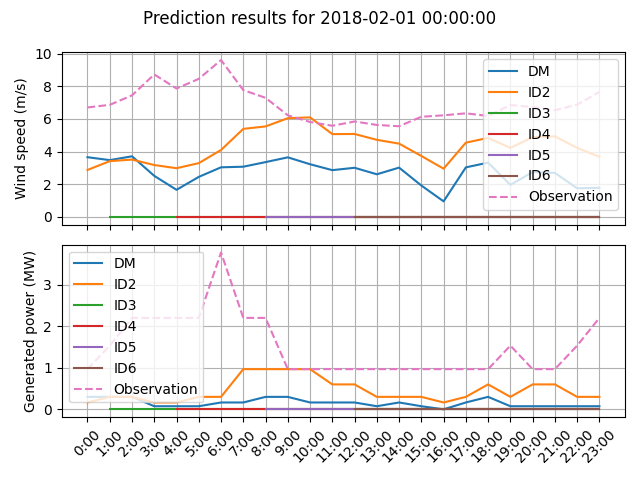 Prediction results for 2018-02-01 00:00:00
Wind speed (m/s)
10
8
6
4
2
0
DM
ID2
ID3
ID4
ID5
ID6
Observation
Generated power (MW)
3
2
1
0
DM
ID2
ID3
ID4
ID5
ID6
Observation
0:00
1:00
2:00
3:00
4:00
5:00
6:00
7:00
8:00
9:00
10:00
11:00
12:00
13:00
14:00
15:00
16:00
17:00
18:00
19:00
20:00
21:00
22:00
23:00